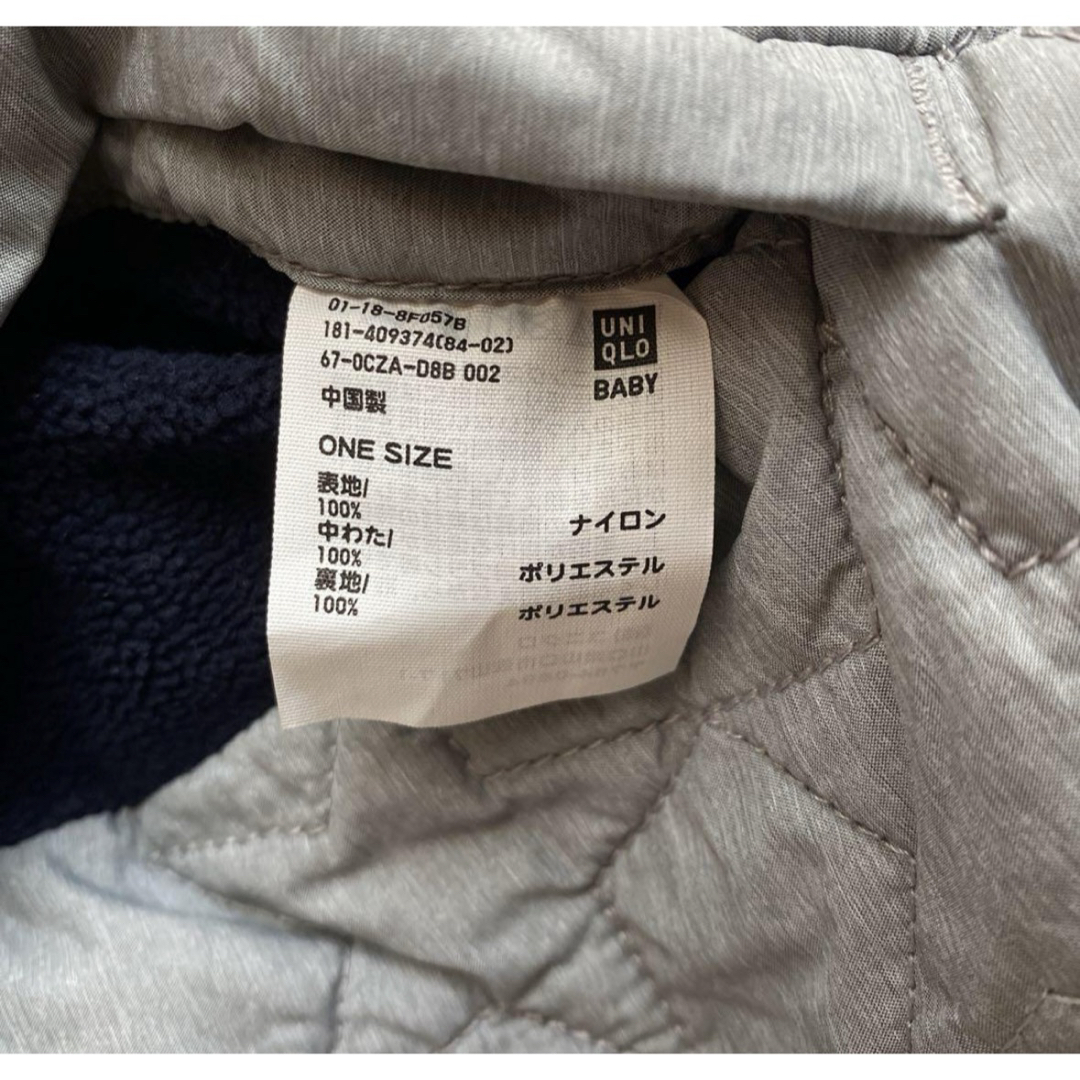 01-18-8F057B
181-409374(84-02)
67-0CZA-D8B 002
中国製
UNI
QLO
BABY
ONE SIZE
表地/
100% ナイロン
中わた/
100% ポリエステル
裏地/
100% ポリエステル